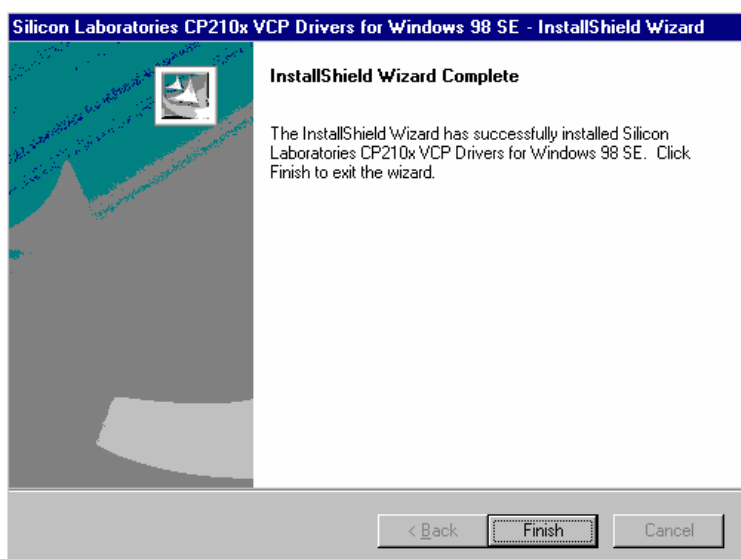 Silicon Laboratories CP210x VCP Drivers for Windows 98 SE - InstallShield Wizard
InstallShield Wizard Complete
The InstallShield Wizard has successfully installed Silicon
Laboratories CP210x VCP Drivers for Windows 98 SE.  Click
Finish to exit the wizard.
< Back
Finish
Cancel